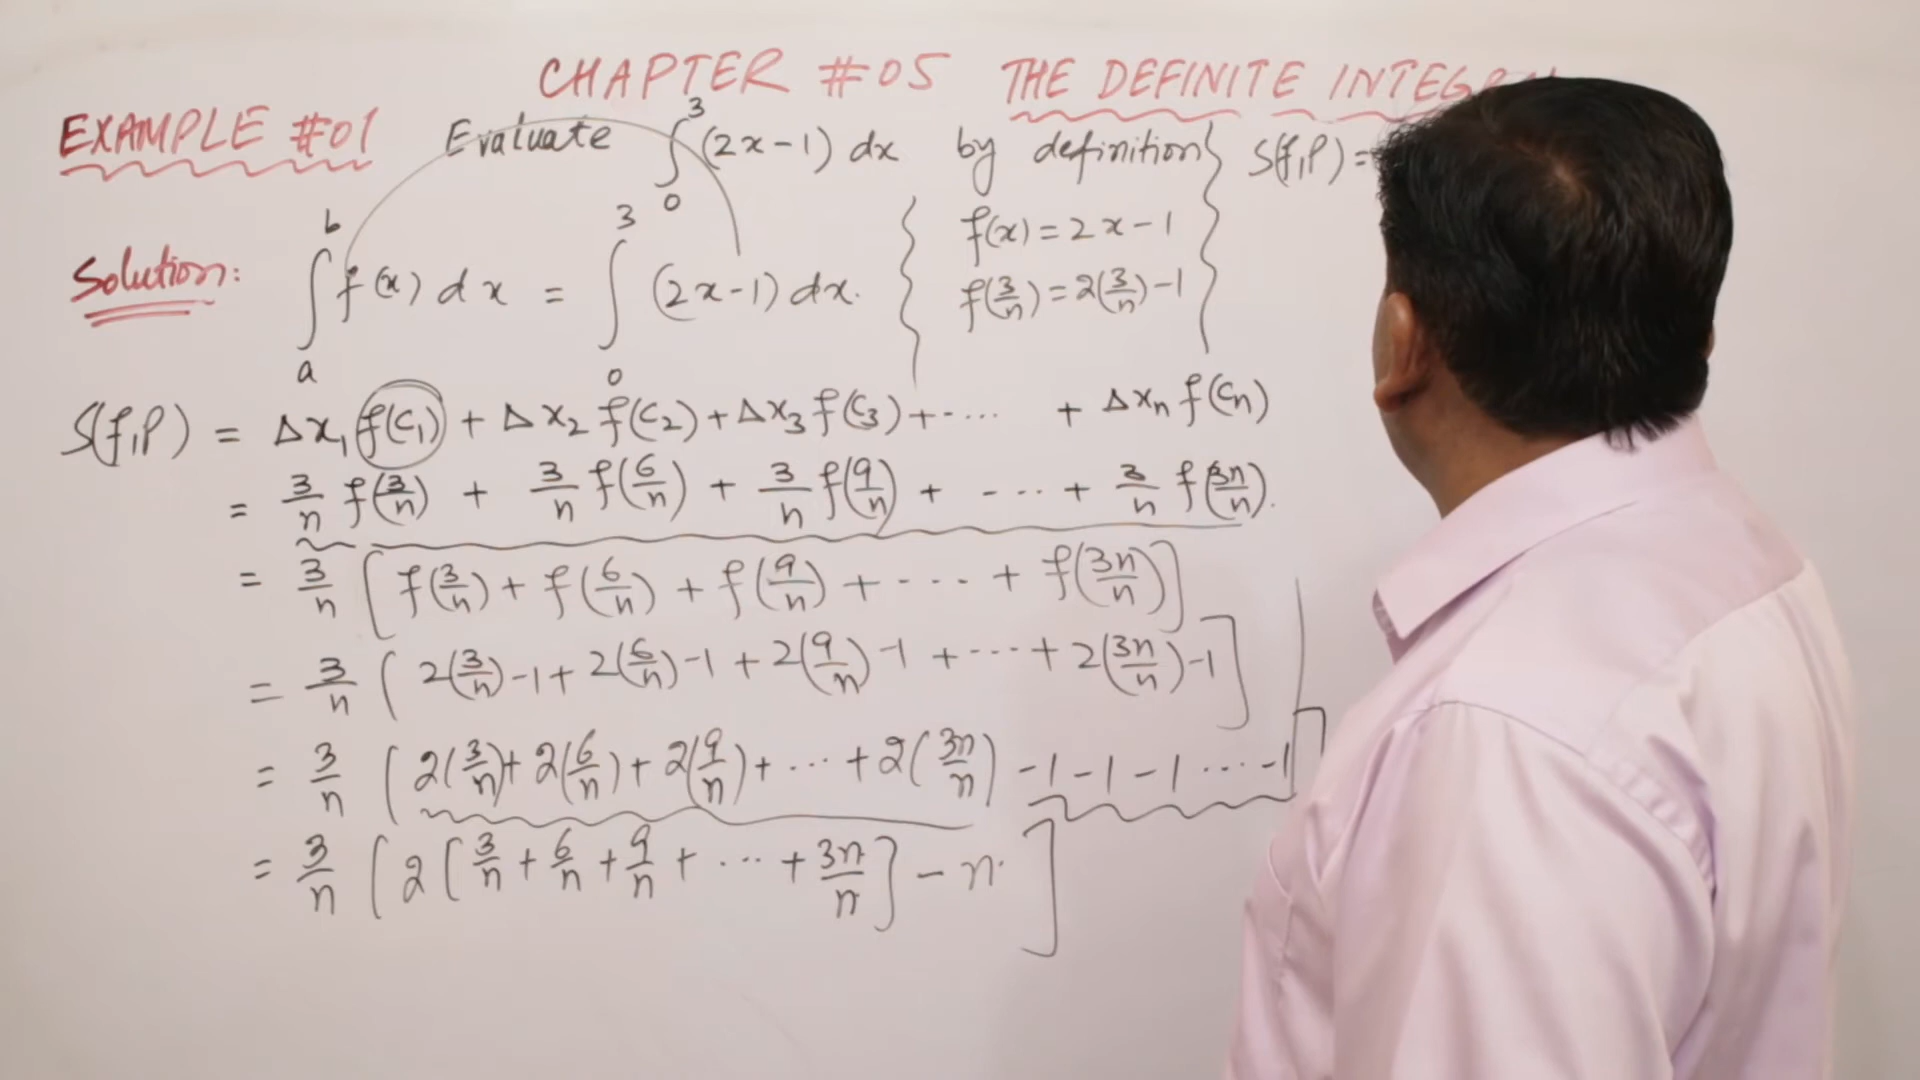 CHAPTER #05 THE DEFINITE INTEG
EXAMPLE #01 Evaluate ∫₀³ (2x-1) dx by definition S(f,P) =
f(x) = 2x-1
f(3/n) = 2(3/n)-1
Solution: ∫ₐᵇ f(x) dx = ∫₀³ (2x-1) dx.
S(f,P) = Δx₁ f(c₁) + Δx₂ f(c₂) + Δx₃ f(c₃) + ---- + Δxₙ f(cₙ)
= 3/n f(3/n) + 3/n f(6/n) + 3/n f(9/n) + ---- + 3/n f(3n/n).
= 3/n [ f(3/n) + f(6/n) + f(9/n) + ---- + f(3n/n) ]
= 3/n [ 2(3/n)-1 + 2(6/n)-1 + 2(9/n)-1 + ---- + 2(3n/n)-1 ]
= 3/n [ 2(3/n) + 2(6/n) + 2(9/n) + ... + 2(3n/n) -1-1-1 .... -1 ]
= 3/n [ 2 [ 3/n + 6/n + 9/n + ... + 3n/n ] - n. ]